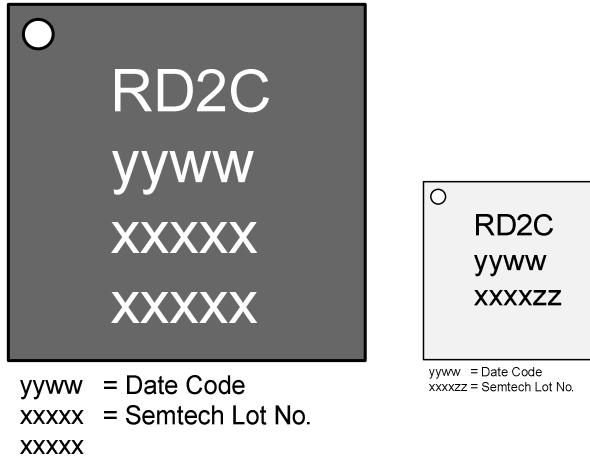 RD2C
yyww
xxxxx
xxxxx
yyww = Date Code
xxxxx = Semtech Lot No.
xxxxx
RD2C
yyww
xxxxzz
yyww = Date Code
xxxxzz = Semtech Lot No.